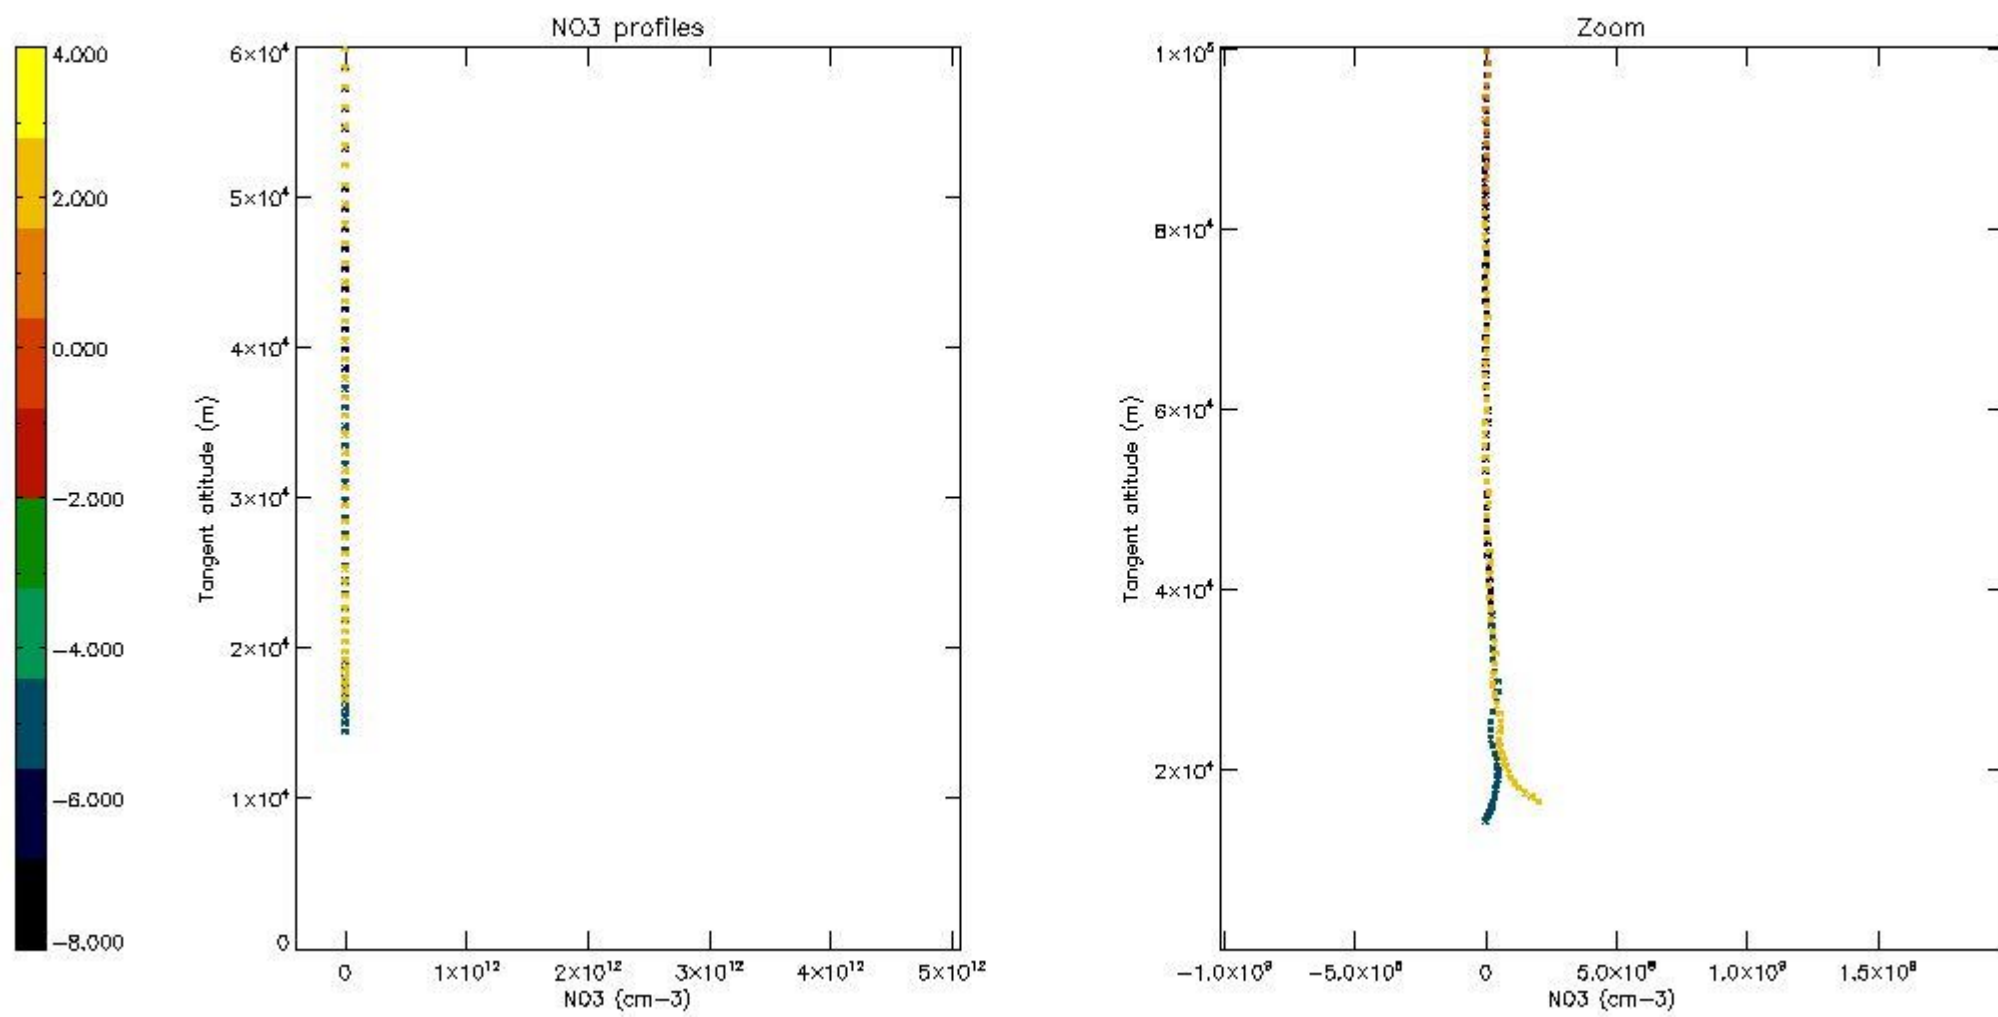 NO3 profiles
4.000
2.000
0.000
−2.000
−4.000
−6.000
−8.000
6×10⁴
5×10⁴
4×10⁴
3×10⁴
2×10⁴
1×10⁴
0
Tangent altitude (m)
0 1×10¹² 2×10¹² 3×10¹² 4×10¹² 5×10¹²
NO3 (cm−3)
Zoom
1×10⁵
8×10⁴
6×10⁴
4×10⁴
2×10⁴
Tangent altitude (m)
−1.0×10⁹ −5.0×10⁸ 0 5.0×10⁸ 1.0×10⁹ 1.5×10⁹
NO3 (cm−3)